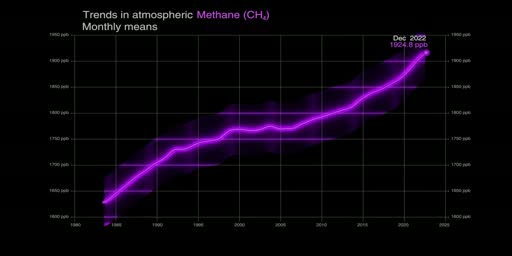 Trends in atmospheric Methane (CH₄)
Monthly means
Dec 2022
1924.8 ppb
1950 ppb 1950 ppb
1900 ppb 1900 ppb
1850 ppb 1850 ppb
1800 ppb 1800 ppb
1750 ppb 1750 ppb
1700 ppb 1700 ppb
1650 ppb 1650 ppb
1600 ppb 1600 ppb
1980 1985 1990 1995 2000 2005 2010 2015 2020 2025